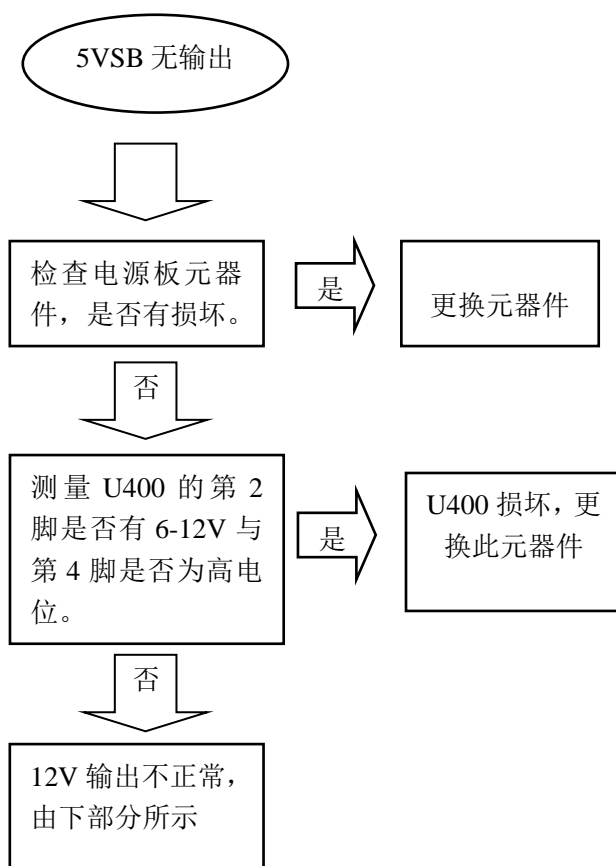 5VSB 无输出
检查电源板元器
件，是否有损坏。
是
更换元器件
否
测量 U400 的第 2
脚是否有 6-12V 与
第 4 脚是否为高电
位。
是
U400 损坏，更
换此元器件
否
12V 输出不正常，
由下部分所示